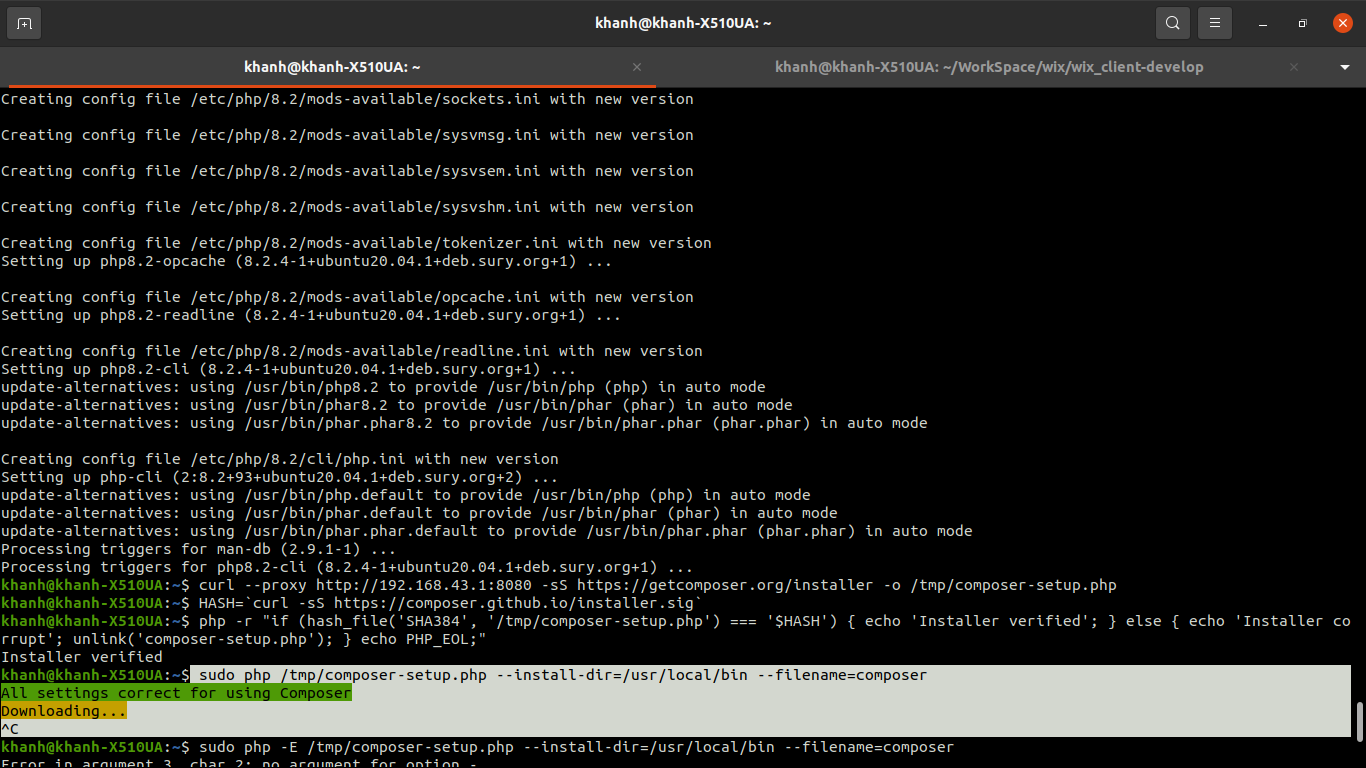 khanh@khanh-X510UA: ~
khanh@khanh-X510UA: ~
khanh@khanh-X510UA: ~/WorkSpace/wix/wix_client-develop
Creating config file /etc/php/8.2/mods-available/sockets.ini with new version
Creating config file /etc/php/8.2/mods-available/sysvmsg.ini with new version
Creating config file /etc/php/8.2/mods-available/sysvsem.ini with new version
Creating config file /etc/php/8.2/mods-available/sysvshm.ini with new version
Creating config file /etc/php/8.2/mods-available/tokenizer.ini with new version
Setting up php8.2-opcache (8.2.4-1+ubuntu20.04.1+deb.sury.org+1) ...
Creating config file /etc/php/8.2/mods-available/opcache.ini with new version
Setting up php8.2-readline (8.2.4-1+ubuntu20.04.1+deb.sury.org+1) ...
Creating config file /etc/php/8.2/mods-available/readline.ini with new version
Setting up php8.2-cli (8.2.4-1+ubuntu20.04.1+deb.sury.org+1) ...
update-alternatives: using /usr/bin/php8.2 to provide /usr/bin/php (php) in auto mode
update-alternatives: using /usr/bin/phar8.2 to provide /usr/bin/phar (phar) in auto mode
update-alternatives: using /usr/bin/phar.phar8.2 to provide /usr/bin/phar.phar (phar.phar) in auto mode
Creating config file /etc/php/8.2/cli/php.ini with new version
Setting up php-cli (2:8.2+93+ubuntu20.04.1+deb.sury.org+2) ...
update-alternatives: using /usr/bin/php.default to provide /usr/bin/php (php) in auto mode
update-alternatives: using /usr/bin/phar.default to provide /usr/bin/phar (phar) in auto mode
update-alternatives: using /usr/bin/phar.phar.default to provide /usr/bin/phar.phar (phar.phar) in auto mode
Processing triggers for man-db (2.9.1-1) ...
Processing triggers for php8.2-cli (8.2.4-1+ubuntu20.04.1+deb.sury.org+1) ...
khanh@khanh-X510UA:~$ curl --proxy http://192.168.43.1:8080 -sS https://getcomposer.org/installer -o /tmp/composer-setup.php
khanh@khanh-X510UA:~$ HASH=`curl -sS https://composer.github.io/installer.sig`
khanh@khanh-X510UA:~$ php -r "if (hash_file('SHA384', '/tmp/composer-setup.php') === '$HASH') { echo 'Installer verified'; } else { echo 'Installer co
rrupt'; unlink('composer-setup.php'); } echo PHP_EOL;"
Installer verified
khanh@khanh-X510UA:~$ sudo php /tmp/composer-setup.php --install-dir=/usr/local/bin --filename=composer
All settings correct for using Composer
Downloading...
^C
khanh@khanh-X510UA:~$ sudo php -E /tmp/composer-setup.php --install-dir=/usr/local/bin --filename=composer
Error in argument 3, char 2: no argument for option -